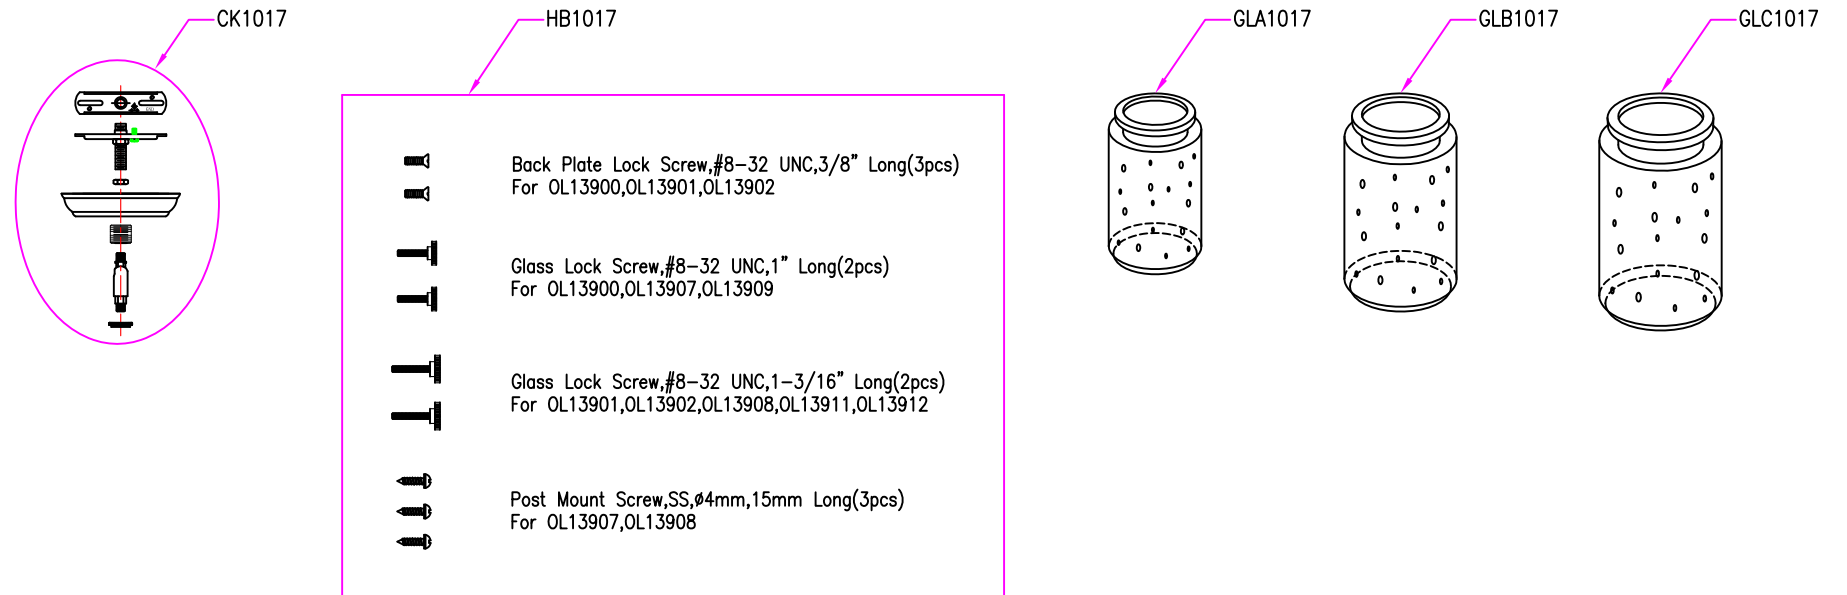 CK1017
HB1017
GLA1017
GLB1017
GLC1017
Back Plate Lock Screw,#8-32 UNC,3/8" Long(3pcs)
For OL13900,OL13901,OL13902
Glass Lock Screw,#8-32 UNC,1" Long(2pcs)
For OL13900,OL13907,OL13909
Glass Lock Screw,#8-32 UNC,1-3/16" Long(2pcs)
For OL13901,OL13902,OL13908,OL13911,OL13912
Post Mount Screw,SS,ø4mm,15mm Long(3pcs)
For OL13907,OL13908